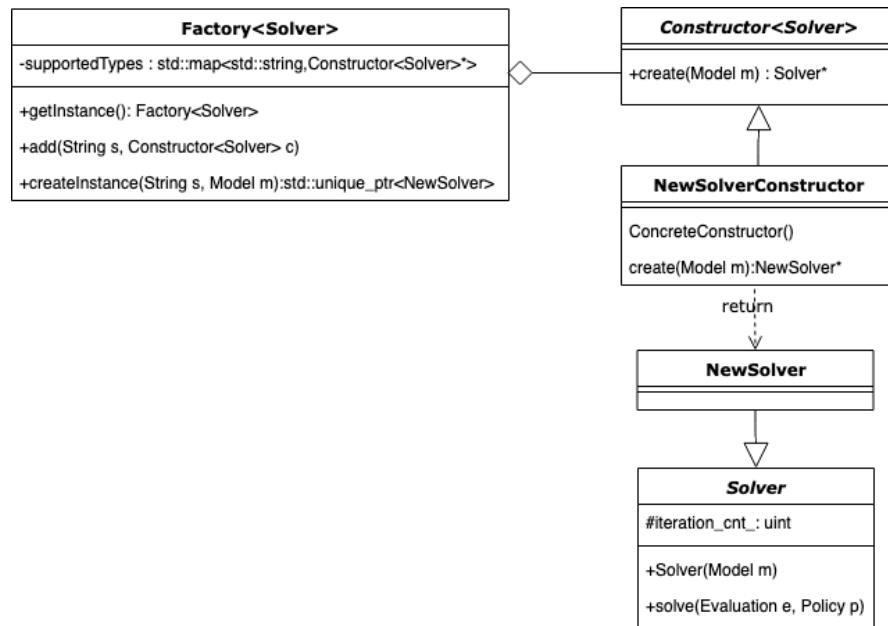 Factory<Solver>
-supportedTypes : std::map<std::string,Constructor<Solver>*>
+getInstance(): Factory<Solver>
+add(String s, Constructor<Solver> c)
+createInstance(String s, Model m):std::unique_ptr<NewSolver>
Constructor<Solver>
+create(Model m) : Solver*
NewSolverConstructor
ConcreteConstructor()
create(Model m):NewSolver*
return
NewSolver
Solver
#iteration_cnt_: uint
+Solver(Model m)
+solve(Evaluation e, Policy p)